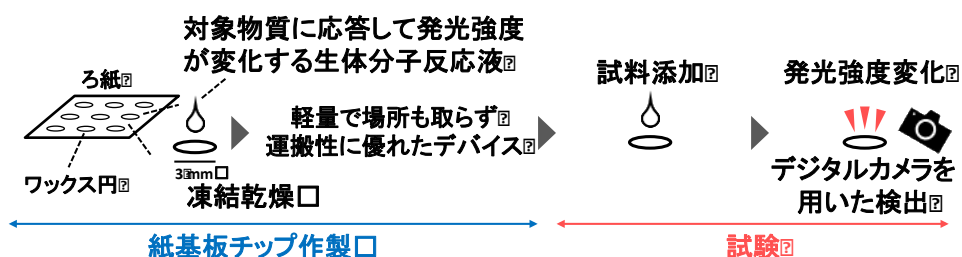 対象物質に応答して発光強度
が変化する生体分子反応液
ろ紙
ワックス円
3 mm
凍結乾燥
軽量で場所も取らず
運搬性に優れたデバイス
試料添加
発光強度変化
デジタルカメラを
用いた検出
紙基板チップ作製
試験